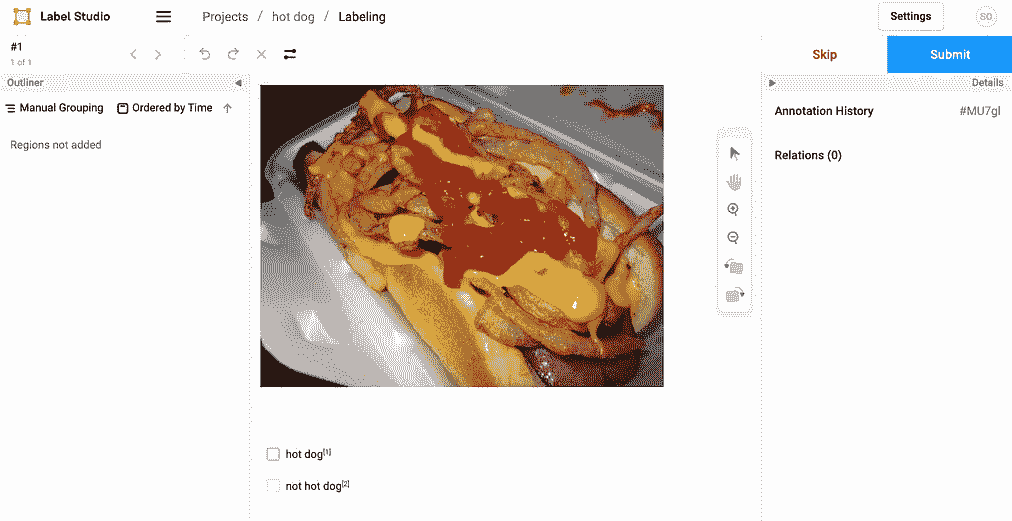 Label Studio
Projects / hot dog / Labeling
Settings
SO
#1
1 of 1
Skip
Submit
Outliner
Details
Manual Grouping
Ordered by Time
Annotation History
#MU7gI
Regions not added
Relations (0)
hot dog[1]
not hot dog[2]